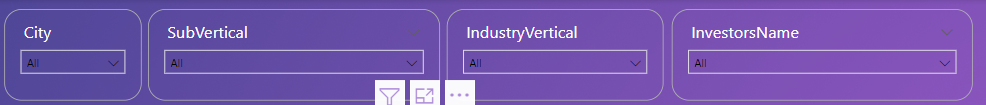 City
SubVertical
IndustryVertical
InvestorsName
All
All
All
All